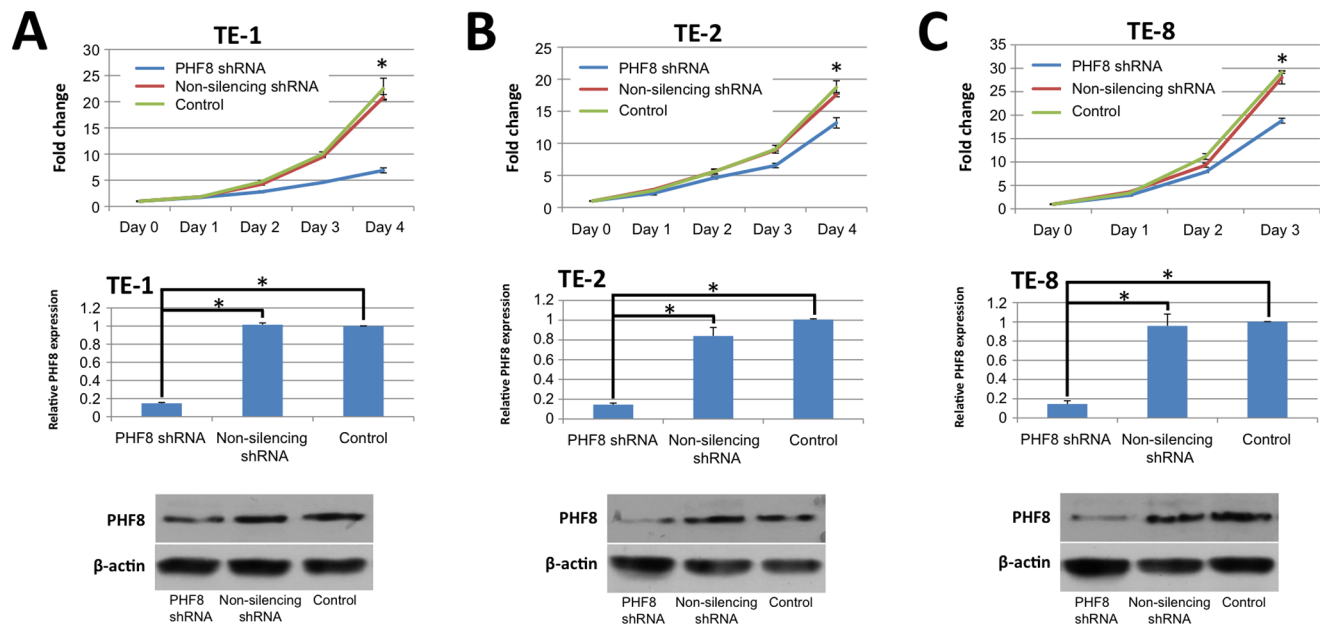 A
TE-1
Fold change
30
25
20
15
10
5
0
PHF8 shRNA
Non-silencing shRNA
Control
*
Day 0 Day 1 Day 2 Day 3 Day 4
TE-1
Relative PHF8 expression
1.2
1
0.8
0.6
0.4
0.2
0
*
*
PHF8 shRNA Non-silencing Control
shRNA
PHF8
β-actin
PHF8 Non-silencing Control
shRNA shRNA
B
TE-2
Fold change
25
20
15
10
5
0
PHF8 shRNA
Non-silencing shRNA
Control
*
Day 0 Day 1 Day 2 Day 3 Day 4
TE-2
Relative PHF8 expression
1.2
1
0.8
0.6
0.4
0.2
0
*
*
PHF8 shRNA Non-silencing Control
shRNA
PHF8
β-actin
PHF8 Non-silencing Control
shRNA shRNA
C
TE-8
Fold change
35
30
25
20
15
10
5
0
PHF8 shRNA
Non-silencing shRNA
Control
*
Day 0 Day 1 Day 2 Day 3
TE-8
Relative PHF8 expression
1.2
1
0.8
0.6
0.4
0.2
0
*
*
PHF8 shRNA Non-silencing Control
shRNA
PHF8
β-actin
PHF8 Non-silencing Control
shRNA shRNA